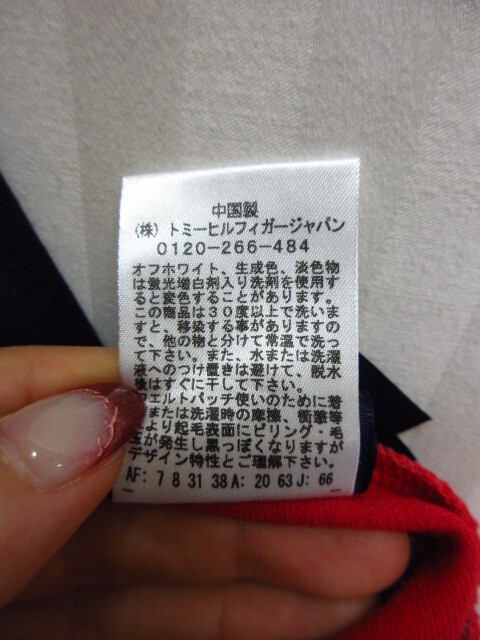 中国製
(株) トミーヒルフィガージャパン
0120-266-484
オフホワイト、生成色、淡色物
は蛍光増白剤入り洗剤を使用す
ると変色することがあります。
この商品は30度以上で洗いま
すと、移染する事がありますの
で、他の物と分けて常温で洗っ
て下さい。また、水または洗濯
液へのつけ置きは避けて、脱水
後はすぐに干して下さい。
フェルトパッチ使いのために着
または洗濯時の摩擦、衝撃等
より起毛表面にピリング・毛
が発生し黒っぽくなりますが
デザイン特性とご理解下さい。
AF: 7 8 31 38 A: 20 63 J: 66